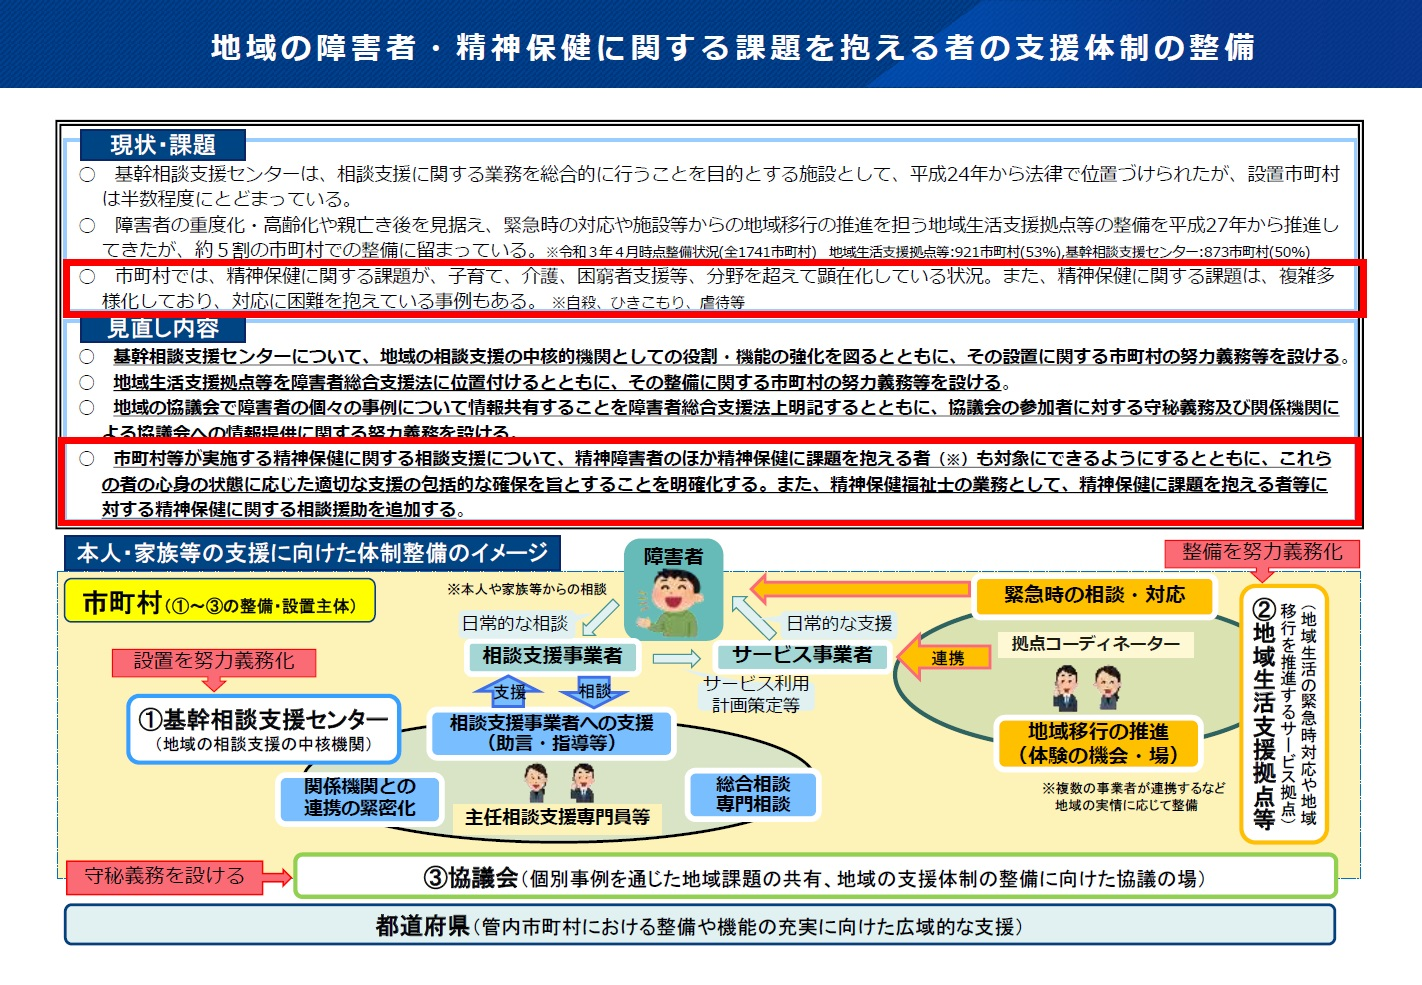 地域の障害者・精神保健に関する課題を抱える者の支援体制の整備
現状・課題
○ 基幹相談支援センターは、相談支援に関する業務を総合的に行うことを目的とする施設として、平成24年から法律で位置づけられたが、設置市町村
は半数程度にとどまっている。
○ 障害者の重度化・高齢化や親亡き後を見据え、緊急時の対応や施設等からの地域移行の推進を担う地域生活支援拠点等の整備を平成27年から推進し
てきたが、約５割の市町村での整備に留まっている。※令和３年４月時点整備状況(全1741市町村) 地域生活支援拠点等:921市町村(53%),基幹相談支援センター:873市町村(50%)
○ 市町村では、精神保健に関する課題が、子育て、介護、困窮者支援等、分野を超えて顕在化している状況。また、精神保健に関する課題は、複雑多
様化しており、対応に困難を抱えている事例もある。 ※自殺、ひきこもり、虐待等
見直し内容
○ 基幹相談支援センターについて、地域の相談支援の中核的機関としての役割・機能の強化を図るとともに、その設置に関する市町村の努力義務等を設ける。
○ 地域生活支援拠点等を障害者総合支援法に位置付けるとともに、その整備に関する市町村の努力義務等を設ける。
○ 地域の協議会で障害者の個々の事例について情報共有することを障害者総合支援法上明記するとともに、協議会の参加者に対する守秘義務及び関係機関に
よる協議会への情報提供に関する努力義務を設ける。
○ 市町村等が実施する精神保健に関する相談支援について、精神障害者のほか精神保健に課題を抱える者（※）も対象にできるようにするとともに、これら
の者の心身の状態に応じた適切な支援の包括的な確保を旨とすることを明確化する。また、精神保健福祉士の業務として、精神保健に課題を抱える者等に
対する精神保健に関する相談援助を追加する。
本人・家族等の支援に向けた体制整備のイメージ
障害者
整備を努力義務化
市町村（①～③の整備・設置主体）
※本人や家族等からの相談
緊急時の相談・対応
日常的な相談
日常的な支援
設置を努力義務化
相談支援事業者
サービス事業者
連携
拠点コーディネーター
サービス利用
計画策定等
支援
相談
①基幹相談支援センター
（地域の相談支援の中核機関）
相談支援事業者への支援
（助言・指導等）
地域移行の推進
（体験の機会・場）
②地域生活支援拠点等
（地域生活の緊急時対応や地域
移行を推進するサービス拠点）
関係機関との
連携の緊密化
総合相談
専門相談
※複数の事業者が連携するなど
地域の実情に応じて整備
主任相談支援専門員等
守秘義務を設ける
③協議会（個別事例を通じた地域課題の共有、地域の支援体制の整備に向けた協議の場）
都道府県（管内市町村における整備や機能の充実に向けた広域的な支援）